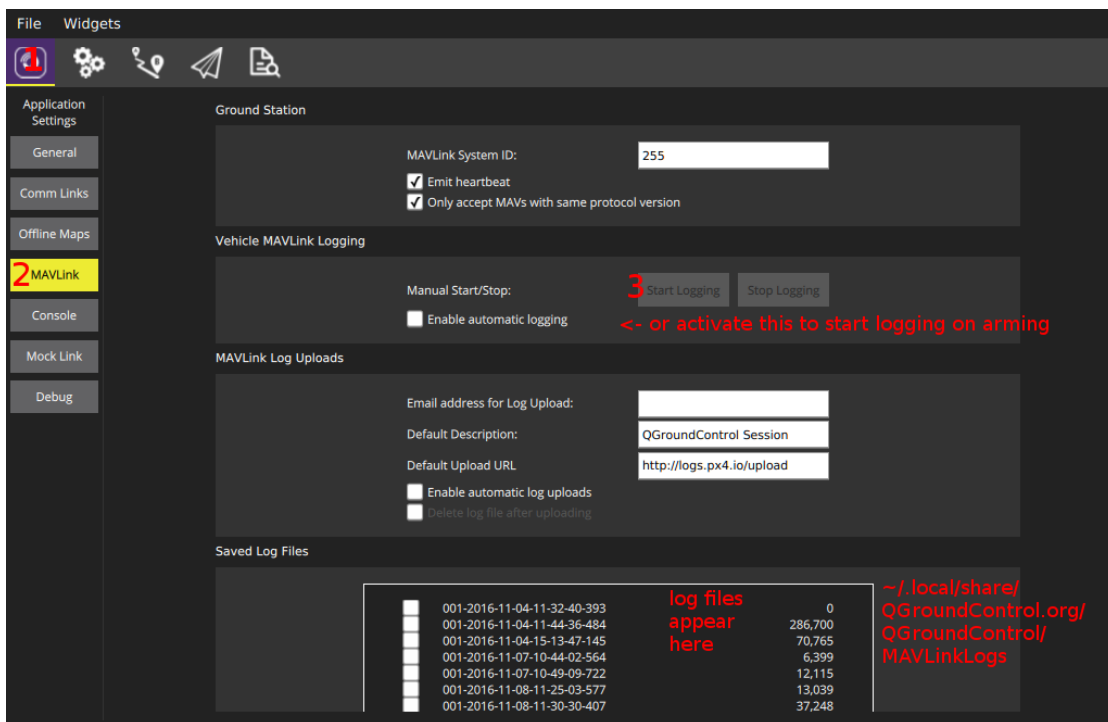 File Widgets
1
Application
Settings
General
Comm Links
Offline Maps
2 MAVLink
Console
Mock Link
Debug
Ground Station
MAVLink System ID: 255
Emit heartbeat
Only accept MAVs with same protocol version
Vehicle MAVLink Logging
Manual Start/Stop: 3 Start Logging Stop Logging
Enable automatic logging <- or activate this to start logging on arming
MAVLink Log Uploads
Email address for Log Upload:
Default Description: QGroundControl Session
Default Upload URL http://logs.px4.io/upload
Enable automatic log uploads
Delete log file after uploading
Saved Log Files
001-2016-11-04-11-32-40-393 0
001-2016-11-04-11-44-36-484 286,700
001-2016-11-04-15-13-47-145 70,765
001-2016-11-07-10-44-02-564 6,399
001-2016-11-07-10-49-09-722 12,115
001-2016-11-08-11-25-03-577 13,039
001-2016-11-08-11-30-30-407 37,248
log files
appear
here
~/.local/share/
QGroundControl.org/
QGroundControl/
MAVLinkLogs